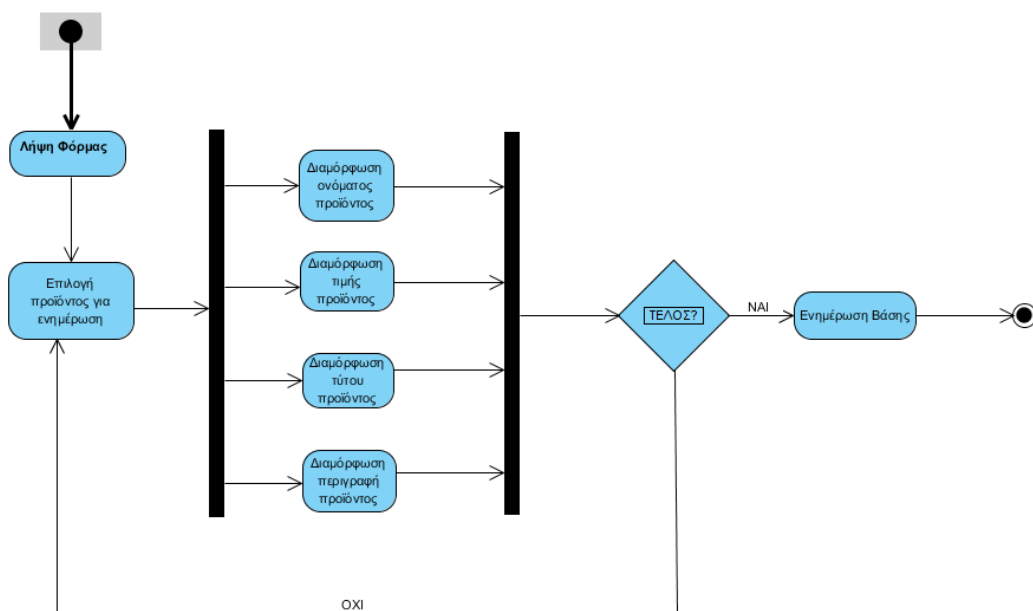 Λήψη Φόρμας
Επιλογή
προϊόντος για
ενημέρωση
Διαμόρφωση
ονόματος
προϊόντος
Διαμόρφωση
τιμής
προϊόντος
Διαμόρφωση
τύτου
προϊόντος
Διαμόρφωση
περιγραφή
προϊόντος
ΤΕΛΟΣ?
ΝΑΙ
Ενημέρωση Βάσης
ΟΧΙ